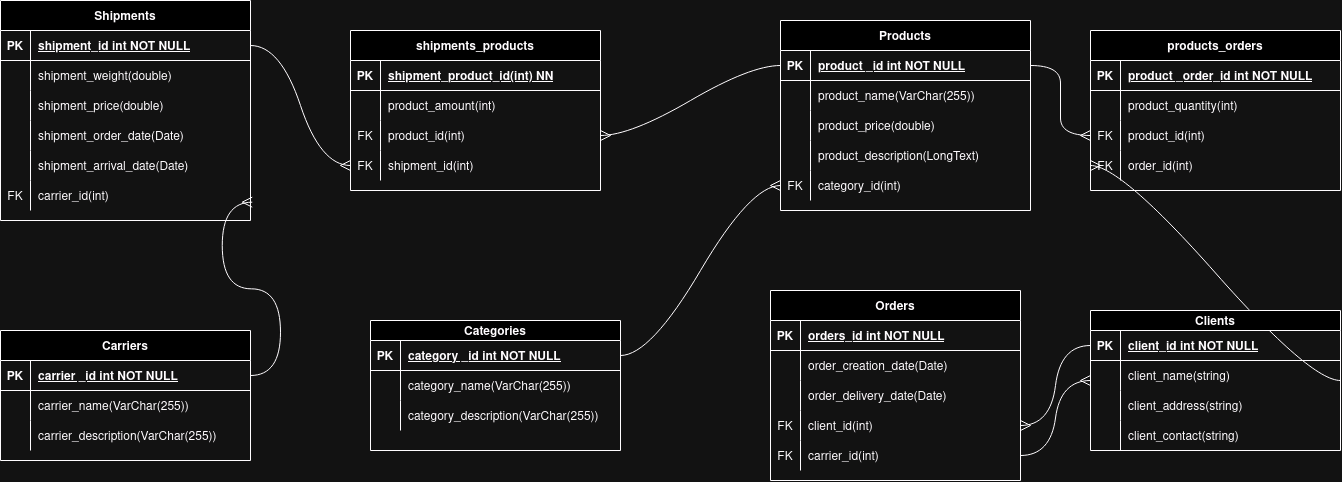 Shipments
PK shipment_id int NOT NULL
shipment_weight(double)
shipment_price(double)
shipment_order_date(Date)
shipment_arrival_date(Date)
FK carrier_id(int)
shipments_products
PK shipment_product_id(int) NN
product_amount(int)
FK product_id(int)
FK shipment_id(int)
Products
PK product _id int NOT NULL
product_name(VarChar(255))
product_price(double)
product_description(LongText)
FK category_id(int)
products_orders
PK product _order_id int NOT NULL
product_quantity(int)
FK product_id(int)
FK order_id(int)
Carriers
PK carrier _id int NOT NULL
carrier_name(VarChar(255))
carrier_description(VarChar(255))
Categories
PK category _id int NOT NULL
category_name(VarChar(255))
category_description(VarChar(255))
Orders
PK orders_id int NOT NULL
order_creation_date(Date)
order_delivery_date(Date)
FK client_id(int)
FK carrier_id(int)
Clients
PK client_id int NOT NULL
client_name(string)
client_address(string)
client_contact(string)